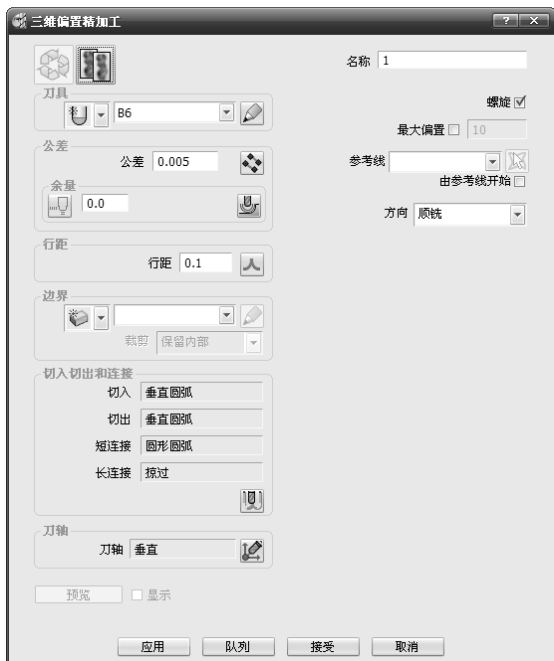 三维偏置精加工
刀具
B6
公差
公差 0.005
余量
0.0
行距
行距 0.1
边界
裁剪 保留内部
切入切出和连接
切入 垂直圆弧
切出 垂直圆弧
短连接 圆形圆弧
长连接 掠过
刀轴
刀轴 垂直
预览 显示
名称 1
螺旋
最大偏置 10
参考线
由参考线开始
方向 顺铣
应用 队列 接受 取消